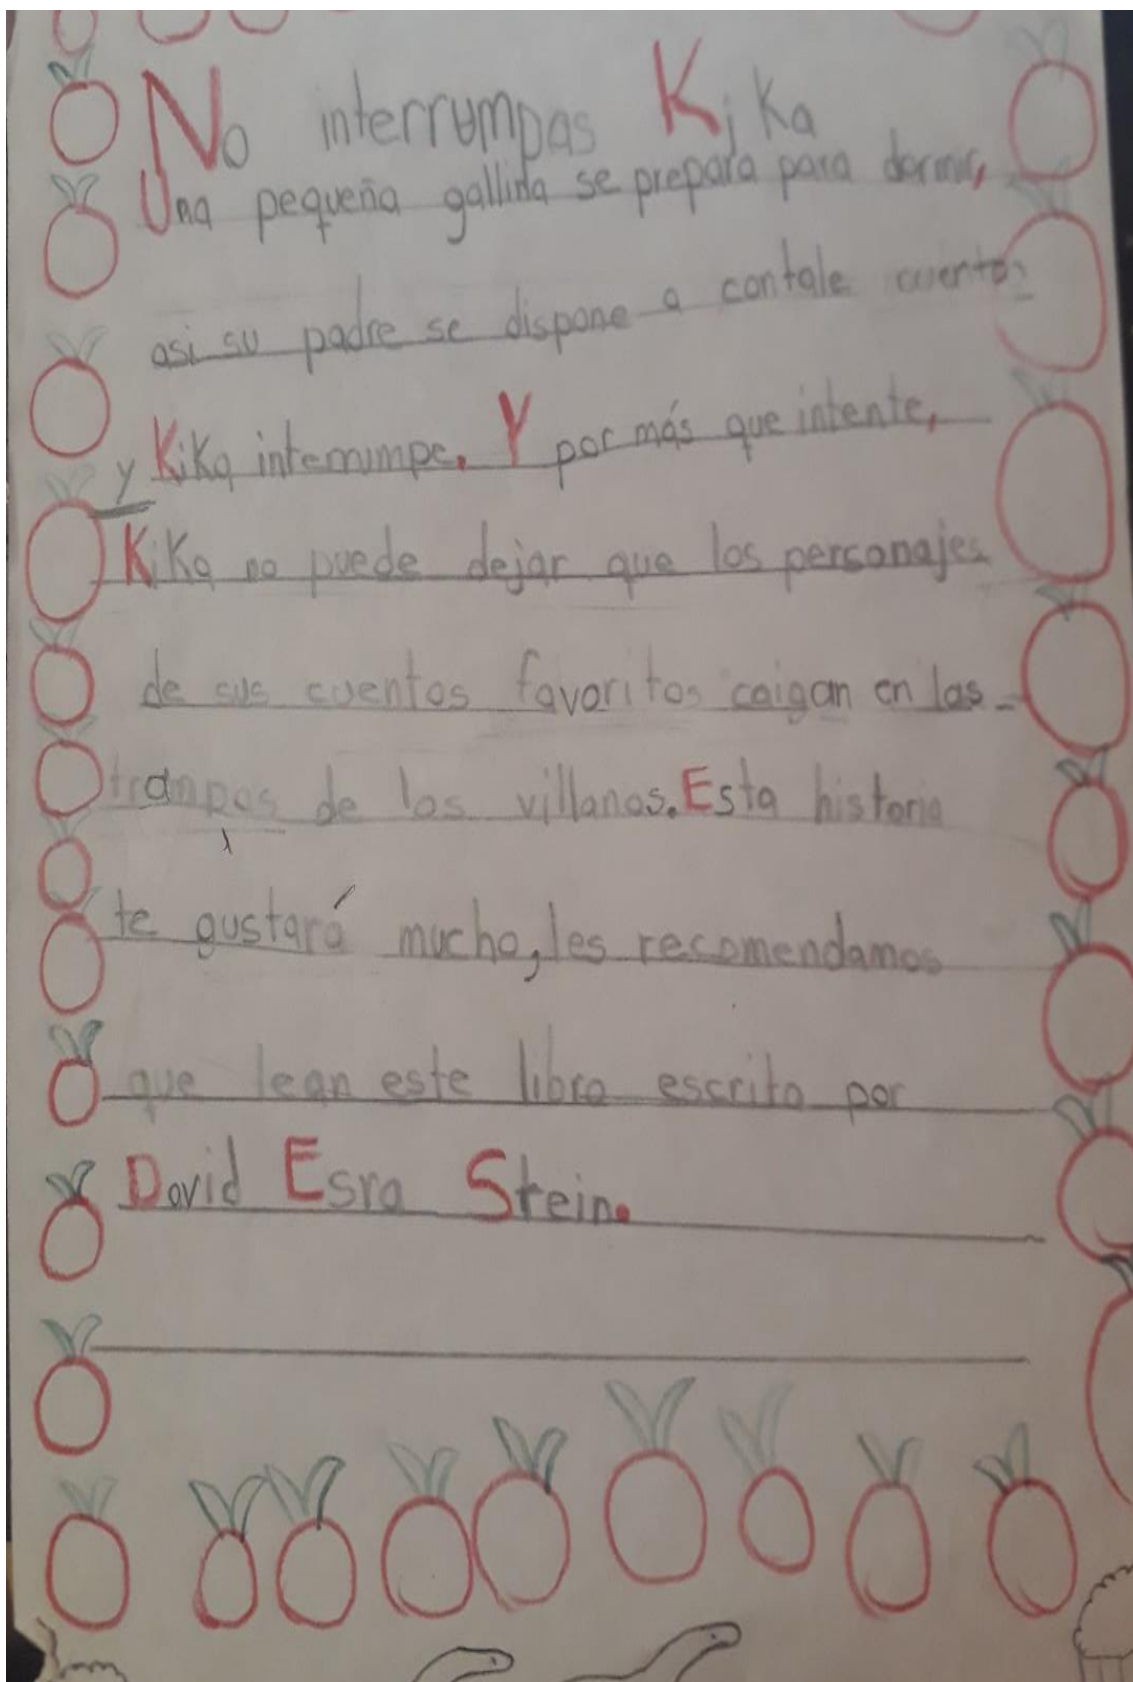 No interrumpas KiKa
Una pequeña gallina se prepara para dormir,
asi su padre se dispone a contale cuento,
y KiKa interrumpe. Y por más que intente,
KiKa no puede dejar que los personajes
de sus cuentos favoritos caigan en las
trampas de los villanos. Esta historia
te gustará mucho, les recomendamos
que lean este libro escrito por
David Esra Stein.